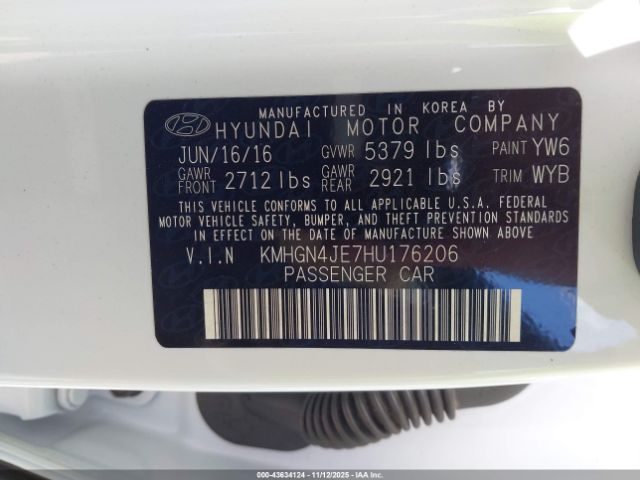 MANUFACTURED IN KOREA BY
HYUNDAI MOTOR COMPANY
JUN/16/16 GVWR 5379 lbs PAINT YW6
GAWR FRONT 2712 lbs GAWR REAR 2921 lbs TRIM WYB
THIS VEHICLE CONFORMS TO ALL APPLICABLE U.S.A. FEDERAL
MOTOR VEHICLE SAFETY, BUMPER, AND THEFT PREVENTION
STANDARDS IN EFFECT ON THE DATE OF MANUFACTURE SHOWN ABOVE.
V.I.N KMHGN4JE7HU176206
PASSENGER CAR
000-43634124 - 11/12/2025 - IAAI.COM